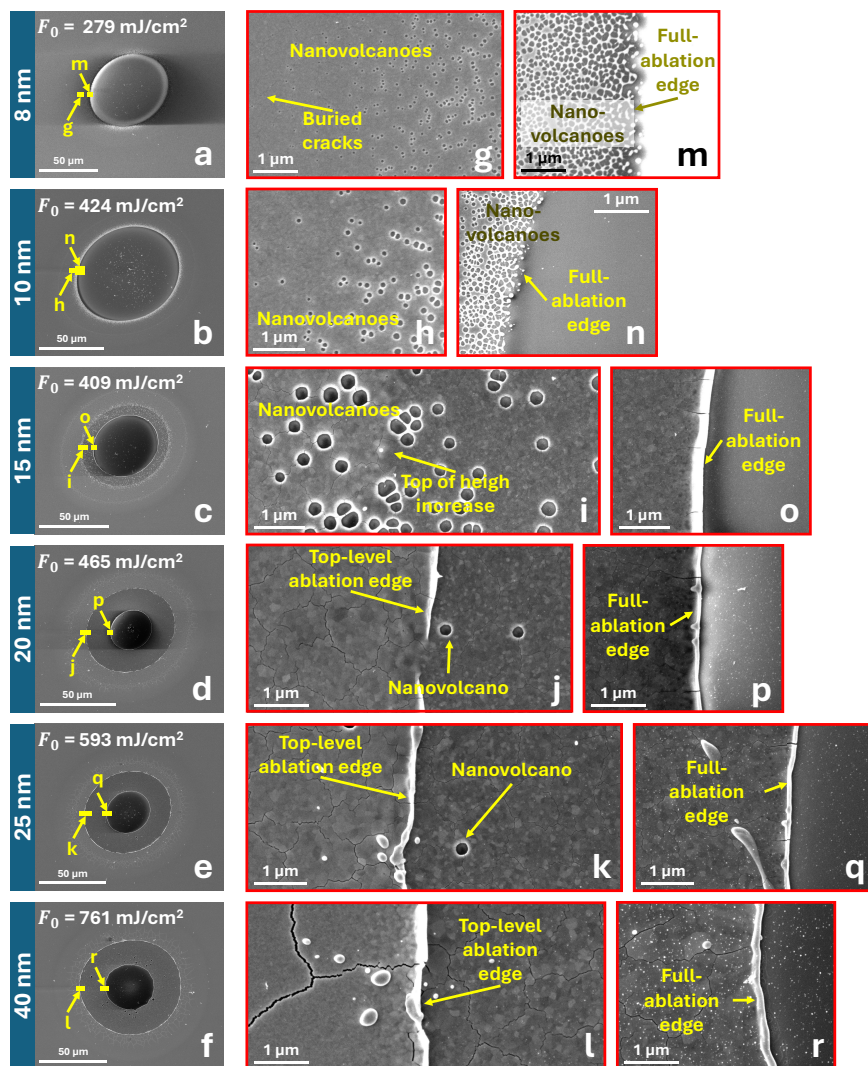 8 nm
F₀ = 279 mJ/cm²
m
g
50 µm
a
Nanovolcanoes
Buried
cracks
1 µm
g
Full-
ablation
edge
Nano-
volcanoes
1 µm
m
10 nm
F₀ = 424 mJ/cm²
n
h
50 µm
b
Nanovolcanoes
1 µm
h
Nano-
volcanoes
1 µm
Full-
ablation
edge
n
15 nm
F₀ = 409 mJ/cm²
o
i
50 µm
c
Nanovolcanoes
Top of heigh
increase
1 µm
i
Full-
ablation
edge
1 µm
o
20 nm
F₀ = 465 mJ/cm²
p
j
50 µm
d
Top-level
ablation edge
Nanovolcano
1 µm
j
Full-
ablation
edge
1 µm
p
25 nm
F₀ = 593 mJ/cm²
q
k
50 µm
e
Top-level
ablation edge
Nanovolcano
1 µm
k
Full-
ablation
edge
1 µm
q
40 nm
F₀ = 761 mJ/cm²
r
l
50 µm
f
Top-level
ablation
edge
1 µm
l
Full-
ablation
edge
1 µm
r